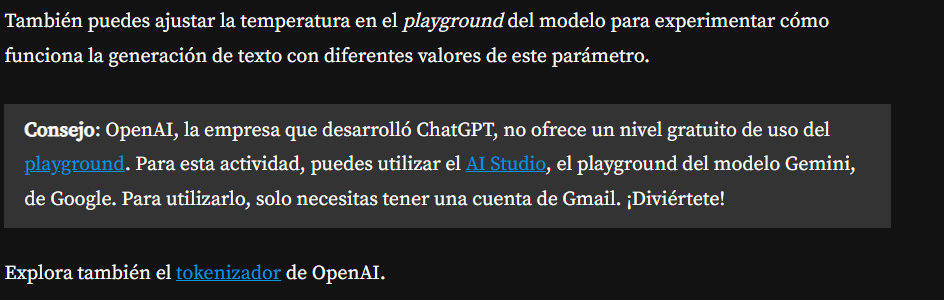 También puedes ajustar la temperatura en el playground del modelo para experimentar cómo
funciona la generación de texto con diferentes valores de este parámetro.
Consejo: OpenAI, la empresa que desarrolló ChatGPT, no ofrece un nivel gratuito de uso del
playground. Para esta actividad, puedes utilizar el AI Studio, el playground del modelo Gemini,
de Google. Para utilizarlo, solo necesitas tener una cuenta de Gmail. ¡Diviértete!
Explora también el tokenizador de OpenAI.